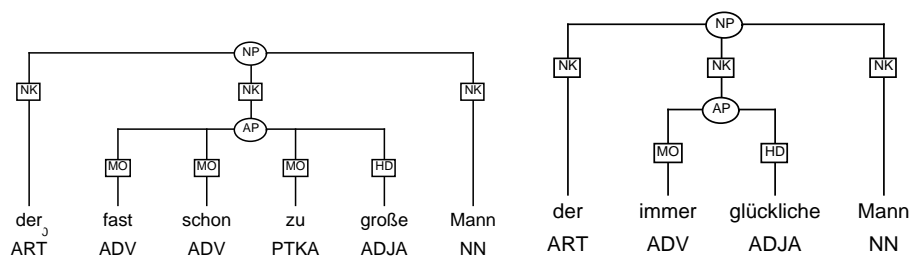 NP
NK NK NK
AP
MO MO MO HD
der fast schon zu große Mann
ART ADV ADV PTKA ADJA NN
NP
NK NK NK
AP
MO HD
der immer glückliche Mann
ART ADV ADJA NN